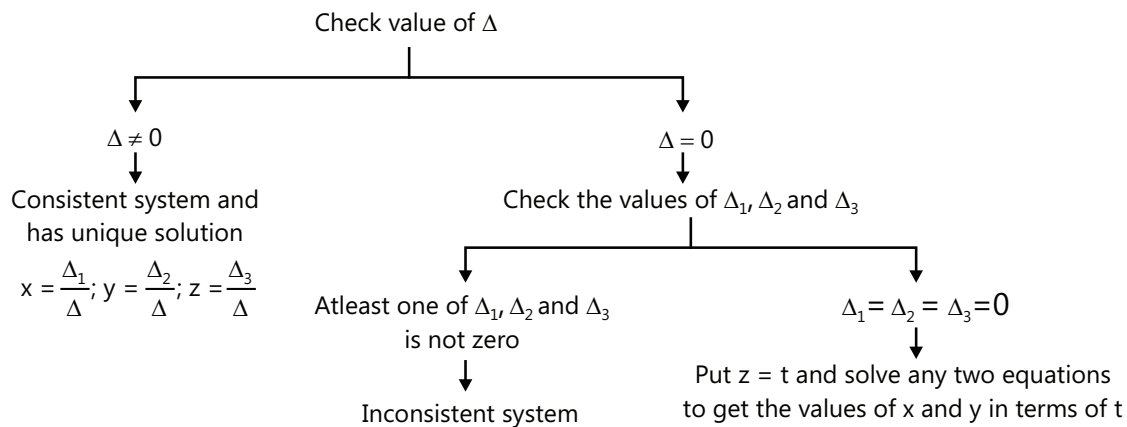 Check value of Δ
Δ ≠ 0
Δ = 0
Consistent system and
has unique solution
x = Δ₁/Δ; y = Δ₂/Δ; z = Δ₃/Δ
Check the values of Δ₁, Δ₂ and Δ₃
Atleast one of Δ₁, Δ₂ and Δ₃
is not zero
Inconsistent system
Δ₁= Δ₂ = Δ₃=0
Put z = t and solve any two equations
to get the values of x and y in terms of t